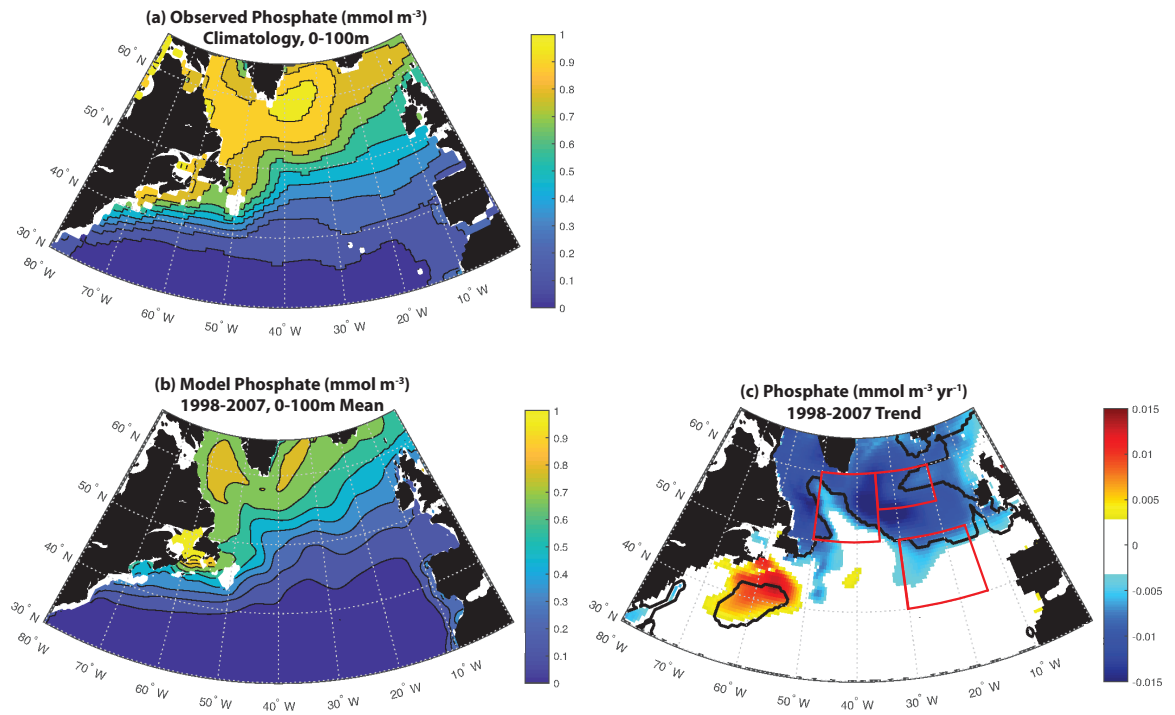 (a) Observed Phosphate (mmol m⁻³)
Climatology, 0-100m
60° N
50° N
40° N
30° N
80° W
70° W
60° W
50° W
40° W
30° W
20° W
10° W
1
0.9
0.8
0.7
0.6
0.5
0.4
0.3
0.2
0.1
0
(b) Model Phosphate (mmol m⁻³)
1998-2007, 0-100m Mean
60° N
50° N
40° N
30° N
80° W
70° W
60° W
50° W
40° W
30° W
20° W
10° W
1
0.9
0.8
0.7
0.6
0.5
0.4
0.3
0.2
0.1
0
(c) Phosphate (mmol m⁻³ yr⁻¹)
1998-2007 Trend
60° N
50° N
40° N
30° N
80° W
70° W
60° W
50° W
40° W
30° W
20° W
10° W
0.015
0.01
0.005
0
-0.005
-0.01
-0.015